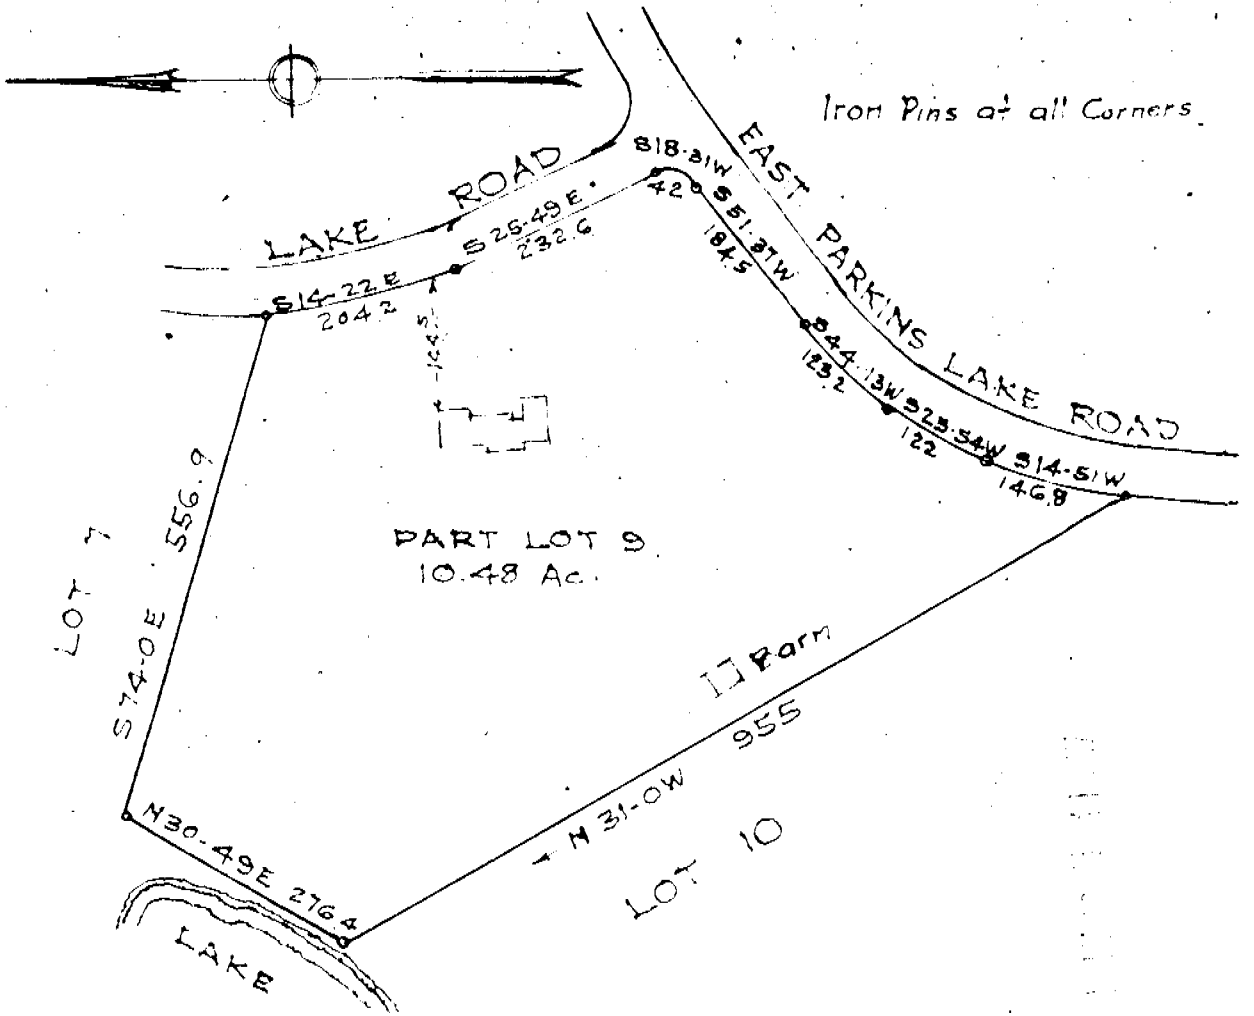 Iron Pins at all Corners.
LAKE ROAD
EAST PARKINS LAKE ROAD
S18-31W
42
S25-49E
232.6
S14-22E
204.2
S51-37W
184.5
S44-13W
123.2
S23-54W
122
S14-51W
146.8
144.5
PART LOT 9
10.48 Ac.
LOT 7
S74-0E 556.9
Barn
955
N 31-0W
LOT 10
N30-49E 276.4
LAKE